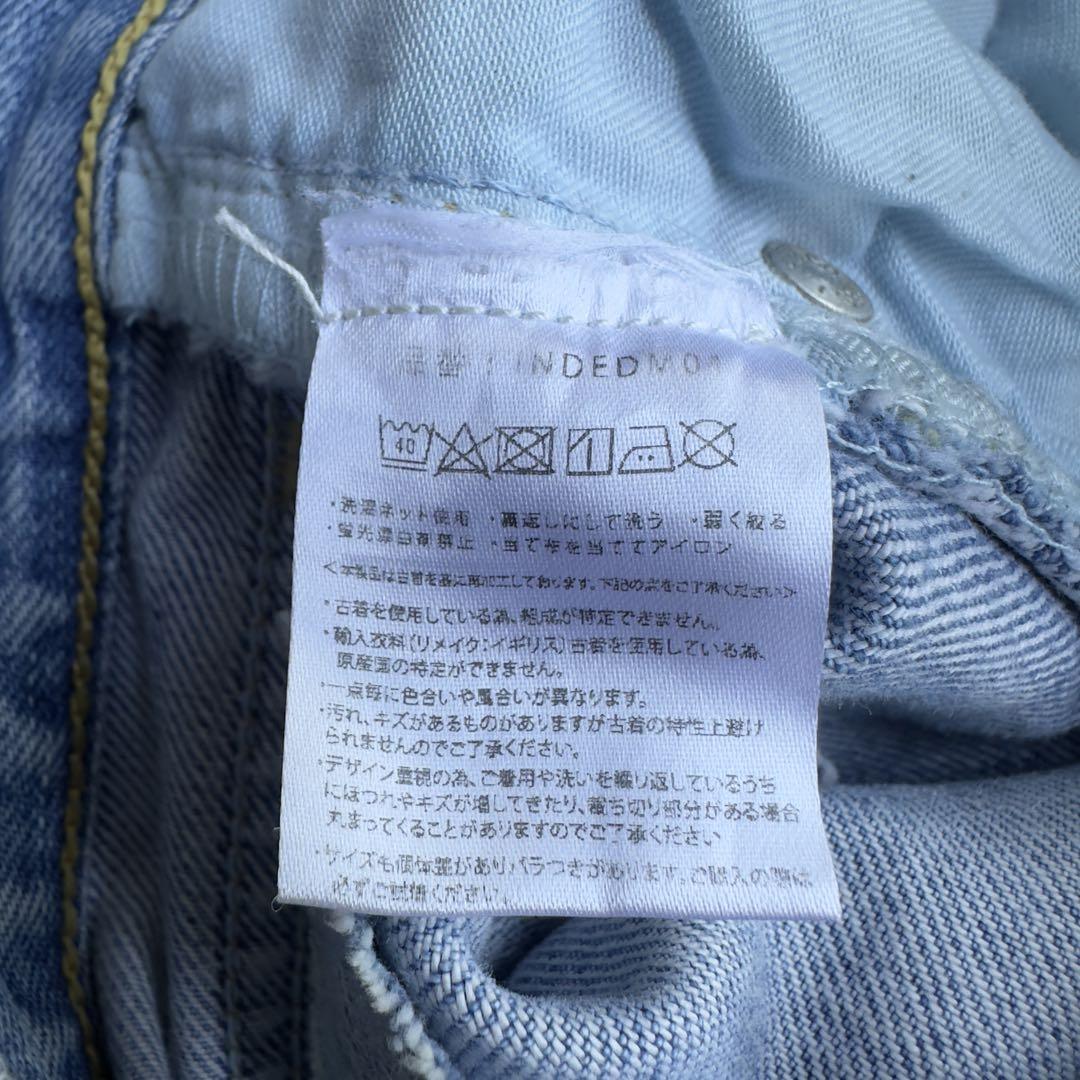 品番：INDEDM04
40
・洗濯ネット使用 ・裏返しにして洗う ・弱く絞る
・蛍光漂白剤禁止 ・当て布を当ててアイロン
＜本製品は古着を基に再加工して創ります。下記の点をご了承ください＞
・古着を使用している為、組成が特定できません。
・輸入衣料(リメイク:イギリス)古着を使用している為、
原産国の特定ができません。
・一点毎に色合いや風合いが異なります。
・汚れ、キズがあるものがありますが古着の特性上避け
られませんのでご了承ください。
・デザイン重視の為、ご着用や洗いを繰り返しているうち
にほつれやキズが増してきたり、裁ち切り部分がある場合
丸まってくることがありますのでご了承ください
・サイズも個体差がありバラつきがあります。ご購入の際は
必ずご試着ください。